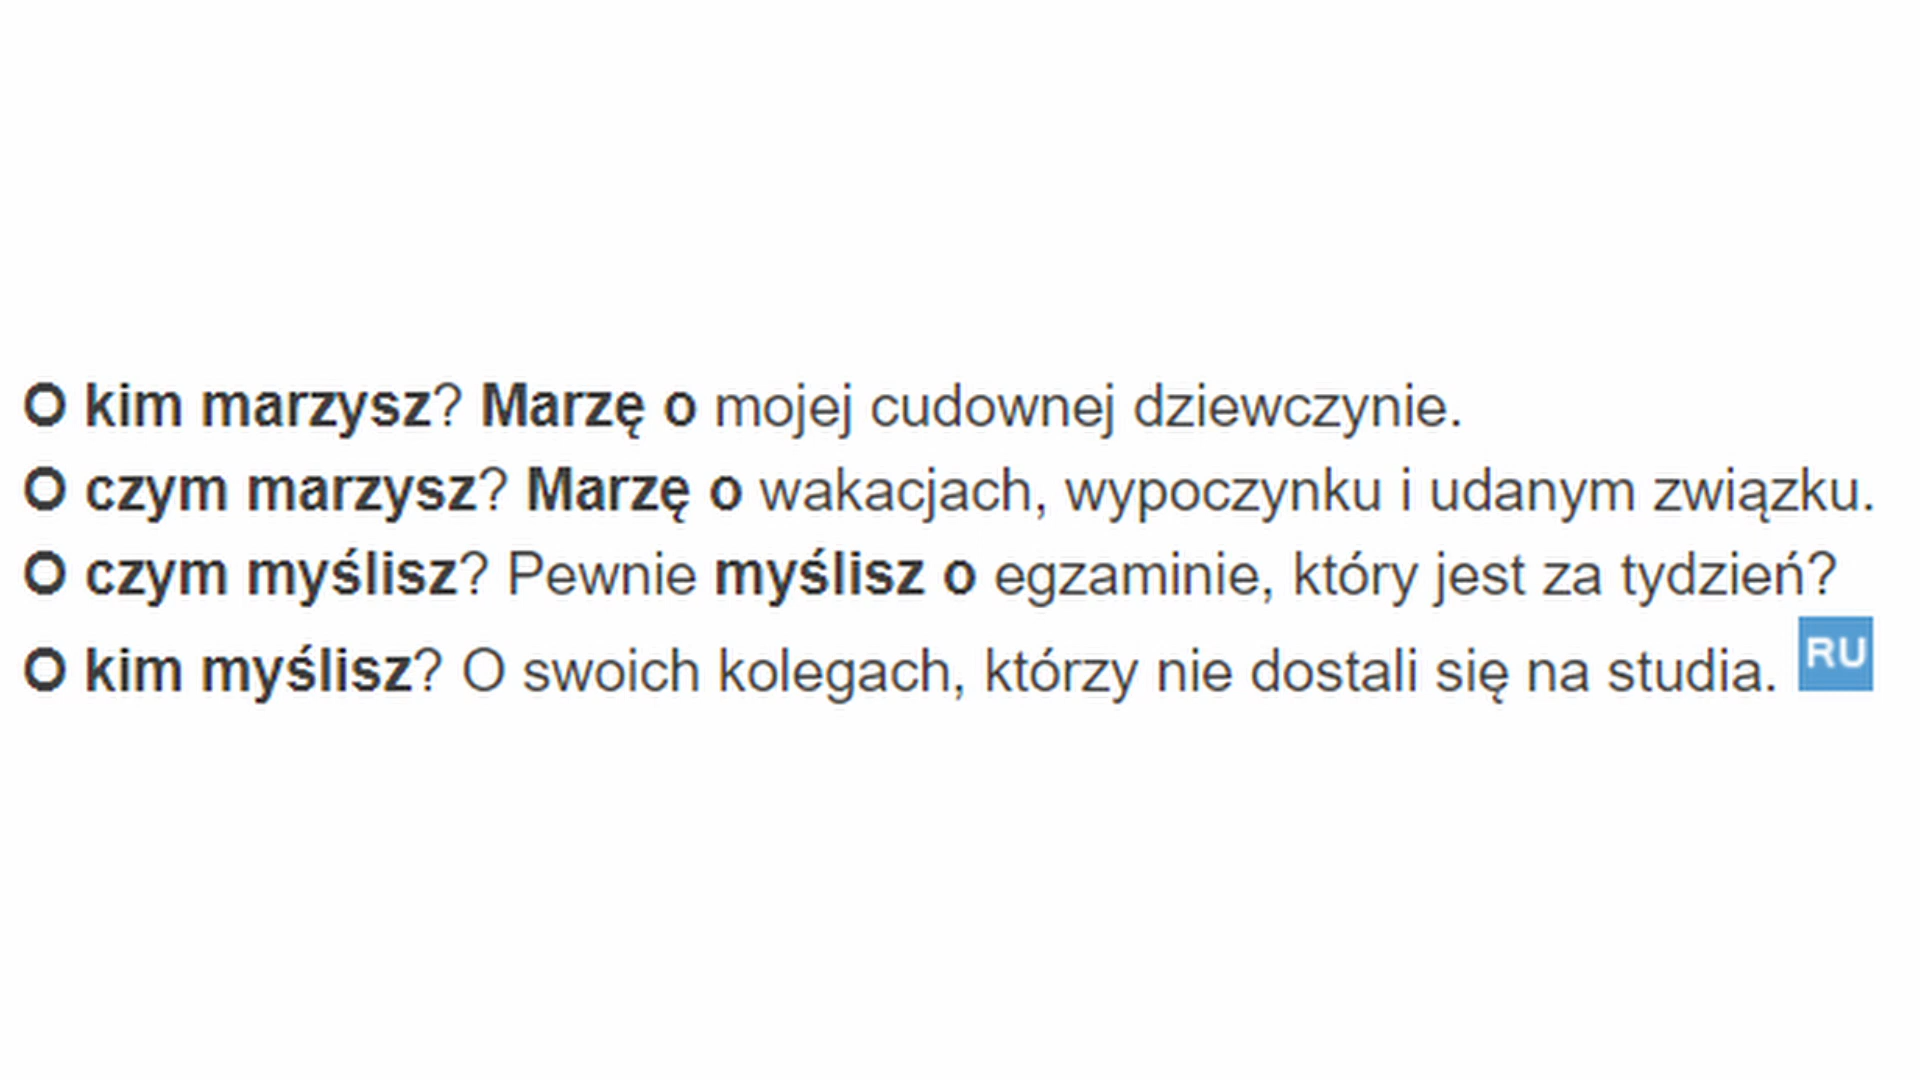 O kim marzysz? Marzę o mojej cudownej dziewczynie.
O czym marzysz? Marzę o wakacjach, wypoczynku i udanym związku.
O czym myślisz? Pewnie myślisz o egzaminie, który jest za tydzień?
O kim myślisz? O swoich kolegach, którzy nie dostali się na studia. RU